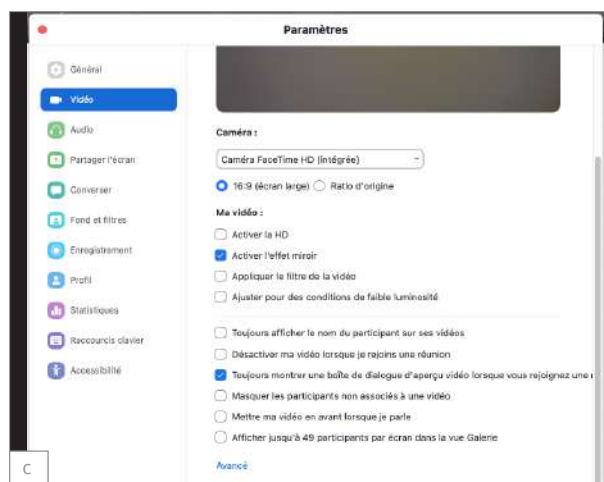 Paramètres
Général
Vidéo
Audio
Partager l'écran
Converser
Fond et filtres
Enregistrement
Profil
Statistiques
Raccourcis clavier
Accessibilité
Caméra :
Caméra FaceTime HD (intégrée)
16:9 (écran large) Ratio d'origine
Ma vidéo :
Activer la HD
Activer l'effet miroir
Appliquer le filtre de la vidéo
Ajuster pour des conditions de faible luminosité
Toujours afficher le nom du participant sur ses vidéos
Désactiver ma vidéo lorsque je rejoins une réunion
Toujours montrer une boîte de dialogue d'aperçu vidéo lorsque vous rejoignez une
Masquer les participants non associés à une vidéo
Mettre ma vidéo en avant lorsque je parle
Afficher jusqu'à 49 participants par écran dans la vue Galerie
Avancé
C